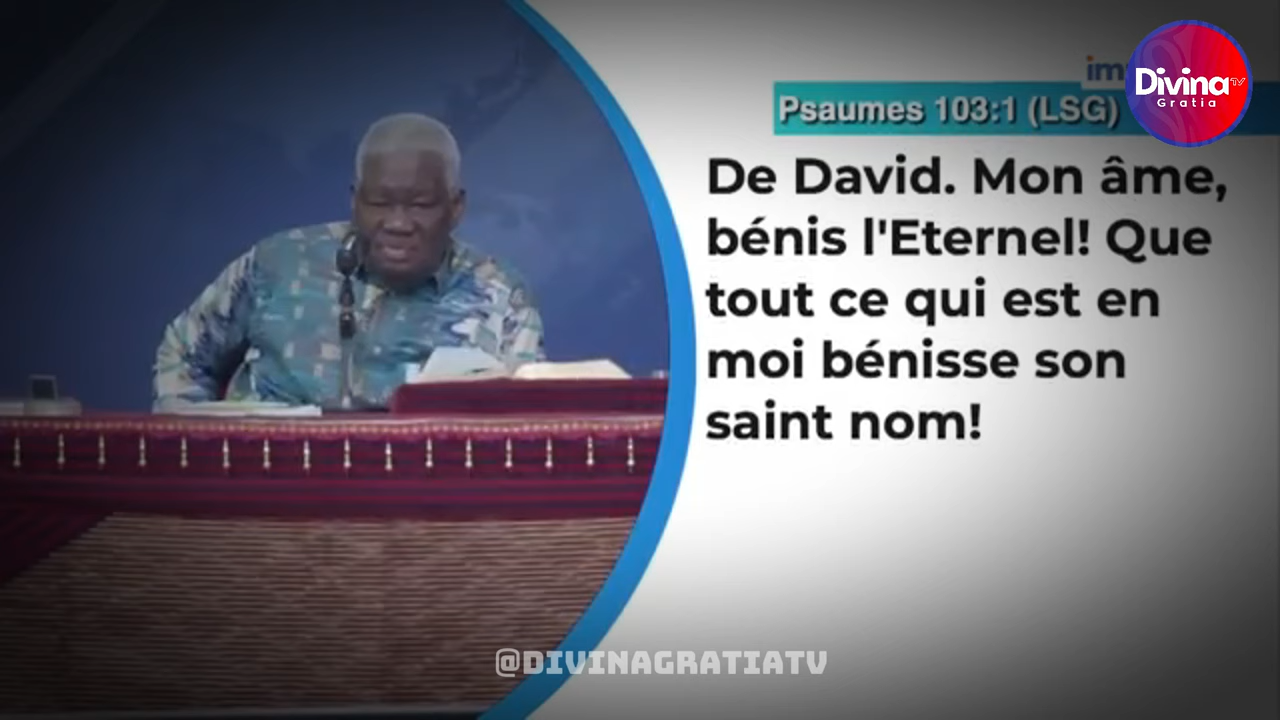 Divina TV
Gratia
Psaumes 103:1 (LSG)
De David. Mon âme,
bénis l'Eternel! Que
tout ce qui est en
moi bénisse son
saint nom!
@DIVINAGRATIATV